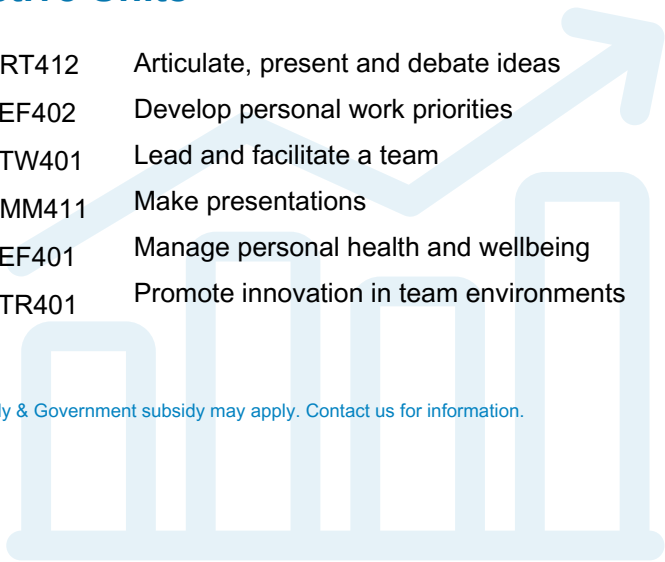 Units
RT412 Articulate, present and debate ideas
EF402 Develop personal work priorities
TW401 Lead and facilitate a team
MM411 Make presentations
EF401 Manage personal health and wellbeing
TR401 Promote innovation in team environments
& Government subsidy may apply. Contact us for information.